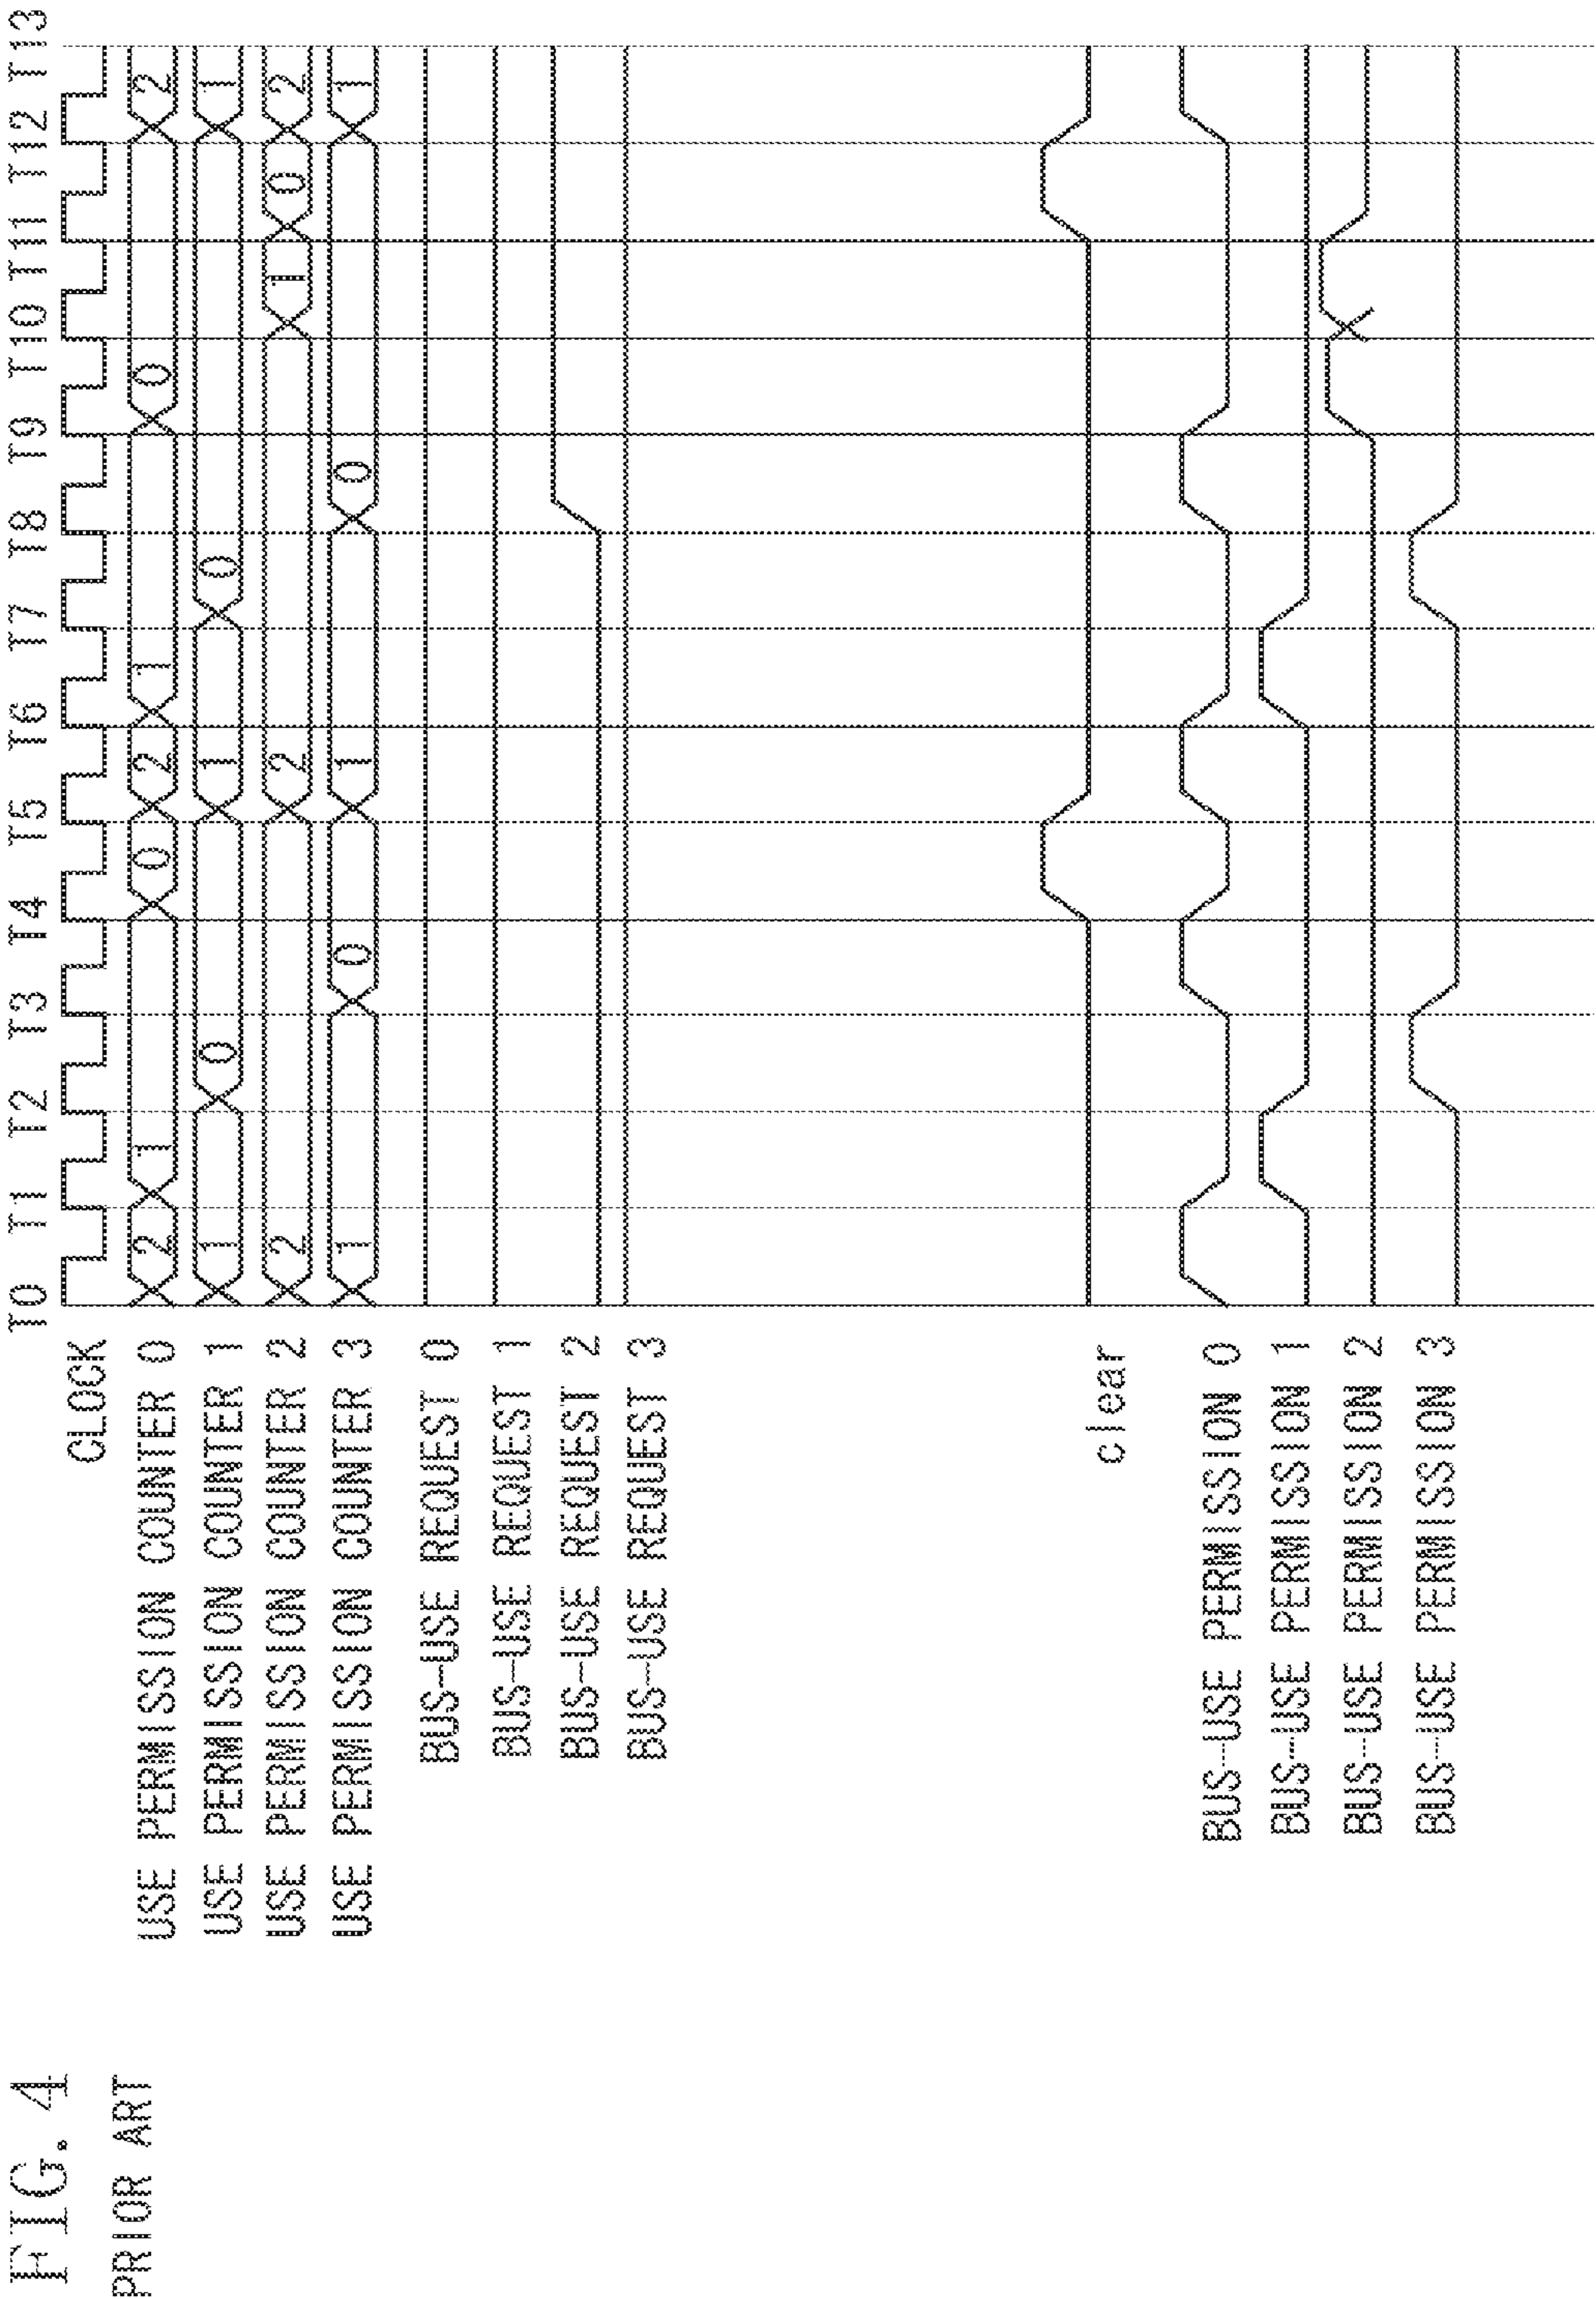 FIG. 4
PRIOR ART
T0 T1 T2 T3 T4 T5 T6 T7 T8 T9 T10 T11 T12 T13
CLOCK
USE PERMISSION COUNTER 0 2 1 0 2 1 0 2
USE PERMISSION COUNTER 1 1 0 1 0 1
USE PERMISSION COUNTER 2 2 2 1 0 2
USE PERMISSION COUNTER 3 1 0 1 0 1
BUS-USE REQUEST 0
BUS-USE REQUEST 1
BUS-USE REQUEST 2
BUS-USE REQUEST 3
clear
BUS-USE PERMISSION 0
BUS-USE PERMISSION 1
BUS-USE PERMISSION 2
BUS-USE PERMISSION 3